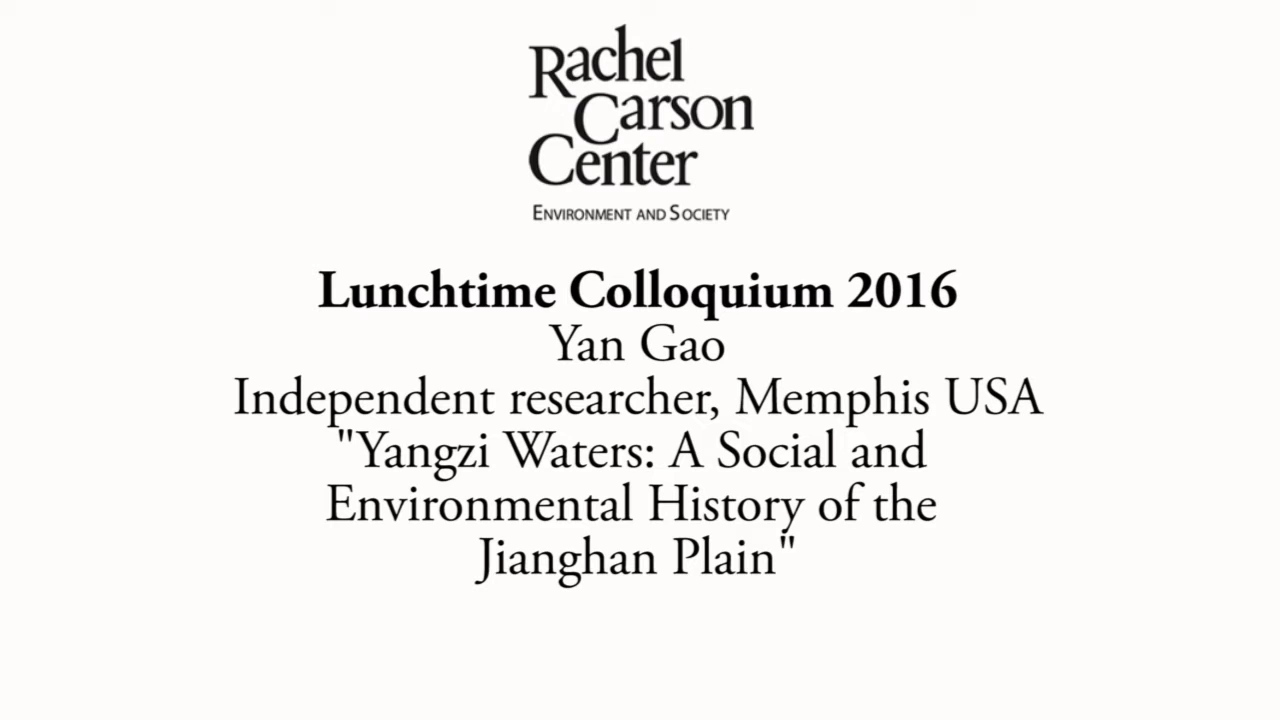 Rachel
Carson
Center
ENVIRONMENT AND SOCIETY
Lunchtime Colloquium 2016
Yan Gao
Independent researcher, Memphis USA
"Yangzi Waters: A Social and
Environmental History of the
Jianghan Plain"